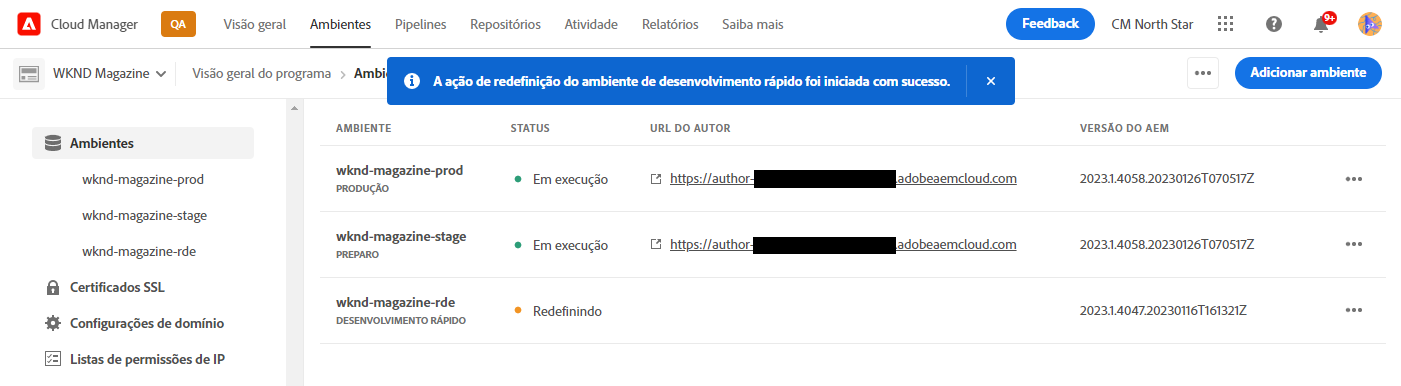 Cloud Manager QA Visão geral Ambientes Pipelines Repositórios Atividade Relatórios Saiba mais Feedback CM North Star 9+
WKND Magazine Visão geral do programa Ambie
A ação de redefinição do ambiente de desenvolvimento rápido foi iniciada com sucesso.
Adicionar ambiente
Ambientes
wknd-magazine-prod
wknd-magazine-stage
wknd-magazine-rde
Certificados SSL
Configurações de domínio
Listas de permissões de IP
AMBIENTE STATUS URL DO AUTOR VERSÃO DO AEM
wknd-magazine-prod Em execução https://author- .adobeaemcloud.com 2023.1.4058.20230126T070517Z
PRODUÇÃO
wknd-magazine-stage Em execução https://author- .adobeaemcloud.com 2023.1.4058.20230126T070517Z
PREPARO
wknd-magazine-rde Redefinindo 2023.1.4047.20230116T161321Z
DESENVOLVIMENTO RÁPIDO